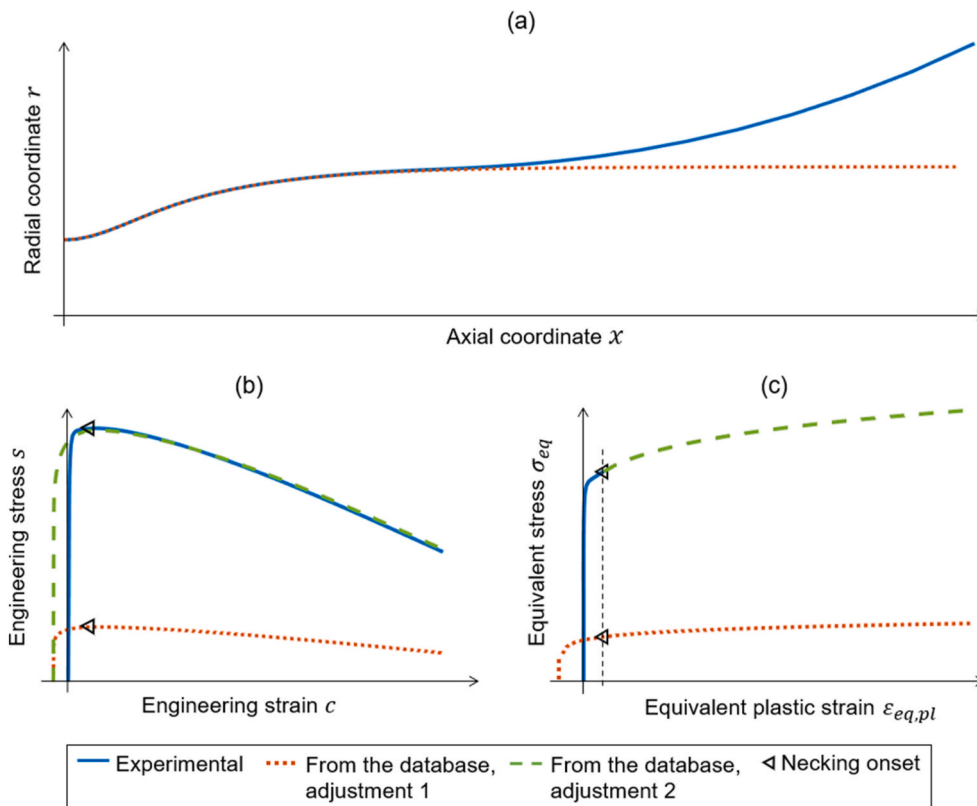 (a)
Radial coordinate r
Axial coordinate x
(b)
(c)
Engineering stress s
Engineering strain c
Equivalent stress σeq
Equivalent plastic strain εeq,pl
Experimental
From the database,
adjustment 1
From the database,
adjustment 2
Necking onset